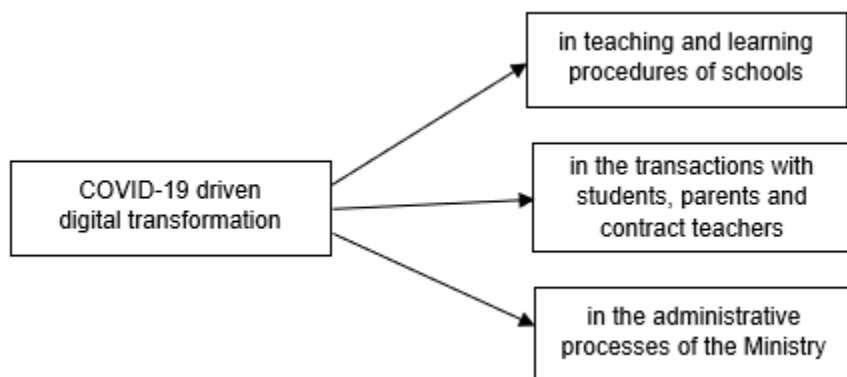 COVID-19 driven
digital transformation
in teaching and learning
procedures of schools
in the transactions with
students, parents and
contract teachers
in the administrative
processes of the Ministry